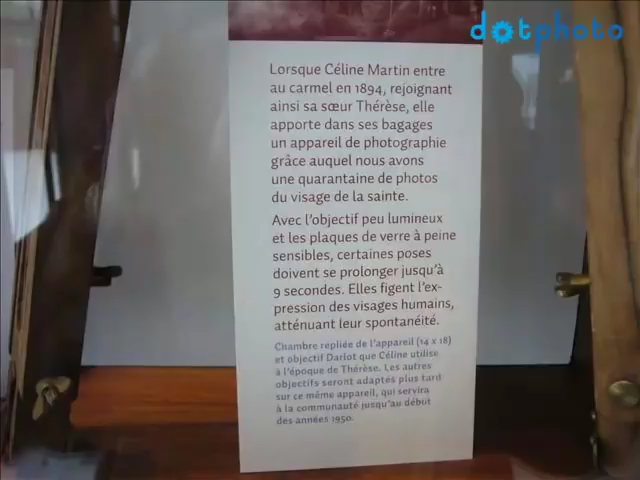 dotphoto
Lorsque Céline Martin entre
au carmel en 1894, rejoignant
ainsi sa sœur Thérèse, elle
apporte dans ses bagages
un appareil de photographie
grâce auquel nous avons
une quarantaine de photos
du visage de la sainte.
Avec l'objectif peu lumineux
et les plaques de verre à peine
sensibles, certaines poses
doivent se prolonger jusqu'à
9 secondes. Elles figent l'ex-
pression des visages humains,
atténuant leur spontanéité.
Chambre repliée de l'appareil (14 x 18)
et objectif Darlot que Céline utilise
à l'époque de Thérèse. Les autres
objectifs seront adaptés plus tard
sur ce même appareil, qui servira
à la communauté jusqu'au début
des années 1950.